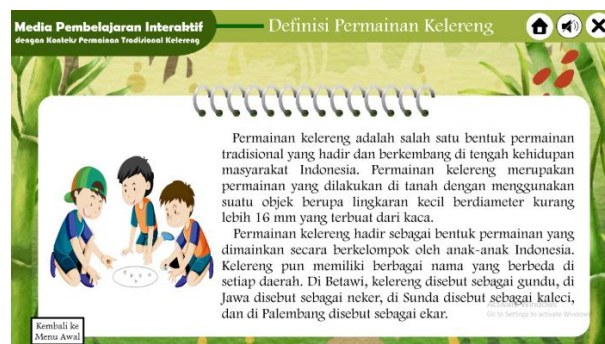 Media Pembelajaran Interaktif
dengan Konteks Permainan Tradisional Kelereng
Definisi Permainan Kelereng
Permainan kelereng adalah salah satu bentuk permainan
tradisional yang hadir dan berkembang di tengah kehidupan
masyarakat Indonesia. Permainan kelereng merupakan
permainan yang dilakukan di tanah dengan menggunakan
suatu objek berupa lingkaran kecil berdiameter kurang
lebih 16 mm yang terbuat dari kaca.
Permainan kelereng hadir sebagai bentuk permainan yang
dimainkan secara berkelompok oleh anak-anak Indonesia.
Kelereng pun memiliki berbagai nama yang berbeda di
setiap daerah. Di Betawi, kelereng disebut sebagai gundu, di
Jawa disebut sebagai neker, di Sunda disebut sebagai kaleci,
dan di Palembang disebut sebagai ekar.
Activate Windows
Go to Settings to activate Windows
Kembali ke
Menu Awal